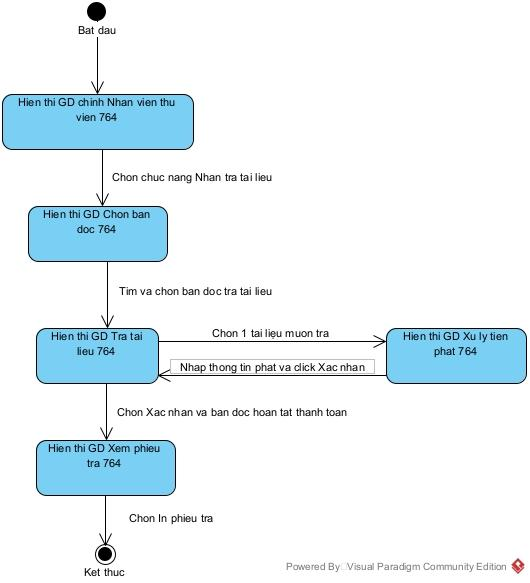 Bat dau
Hien thi GD chinh Nhan vien thu
vien 764
Chon chuc nang Nhan tra tai lieu
Hien thi GD Chon ban
doc 764
Tim va chon ban doc tra tai lieu
Hien thi GD Tra tai
lieu 764
Chon 1 tai liẹu muon tra
Hien thi GD Xu ly tien
phat 764
Nhap thong tin phat va click Xac nhan
Chon Xac nhan va ban doc hoan tat thanh toan
Hien thi GD Xem phieu
tra 764
Chon In phieu tra
Ket thuc
Powered By Visual Paradigm Community Edition